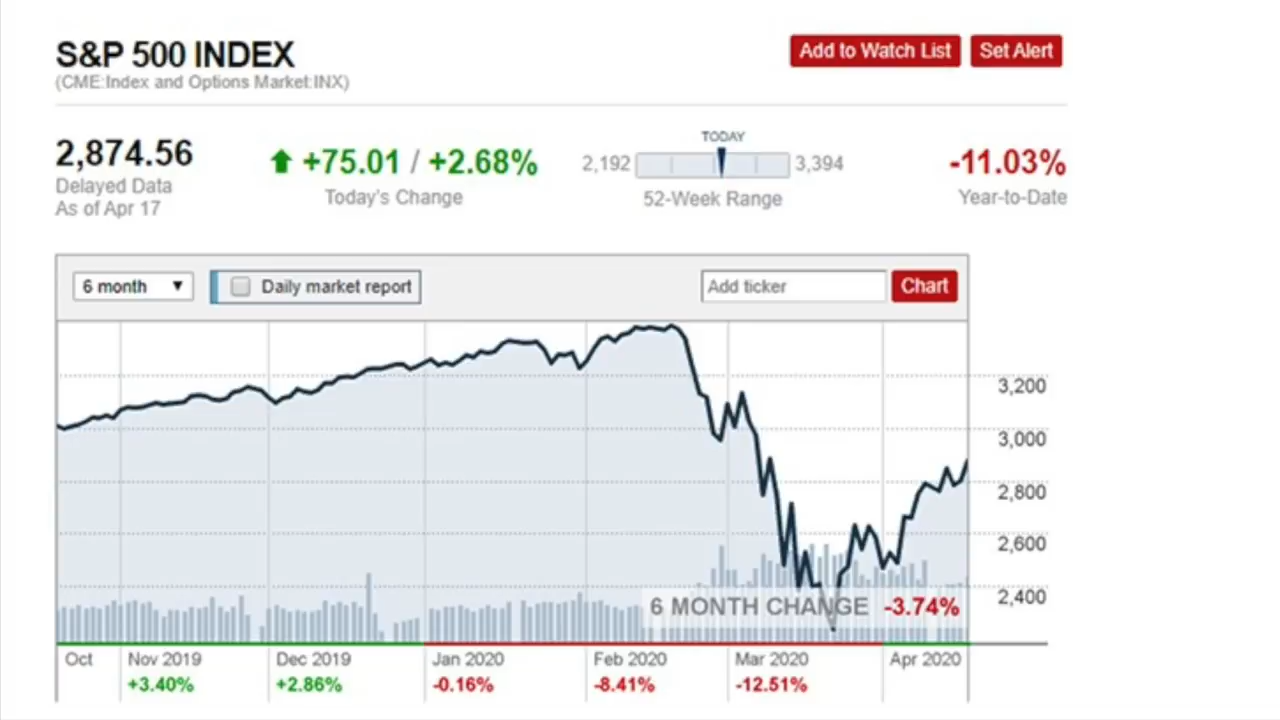 S&P 500 INDEX
Add to Watch List
Set Alert
(CME:Index and Options Market:INX)
2,874.56
Delayed Data
As of Apr 17
+75.01 / +2.68%
Today's Change
TODAY
2,192
3,394
52-Week Range
-11.03%
Year-to-Date
6 month
Daily market report
Add ticker
Chart
3,200
3,000
2,800
2,600
2,400
6 MONTH CHANGE -3.74%
Oct
Nov 2019
Dec 2019
Jan 2020
Feb 2020
Mar 2020
Apr 2020
+3.40%
+2.86%
-0.16%
-8.41%
-12.51%